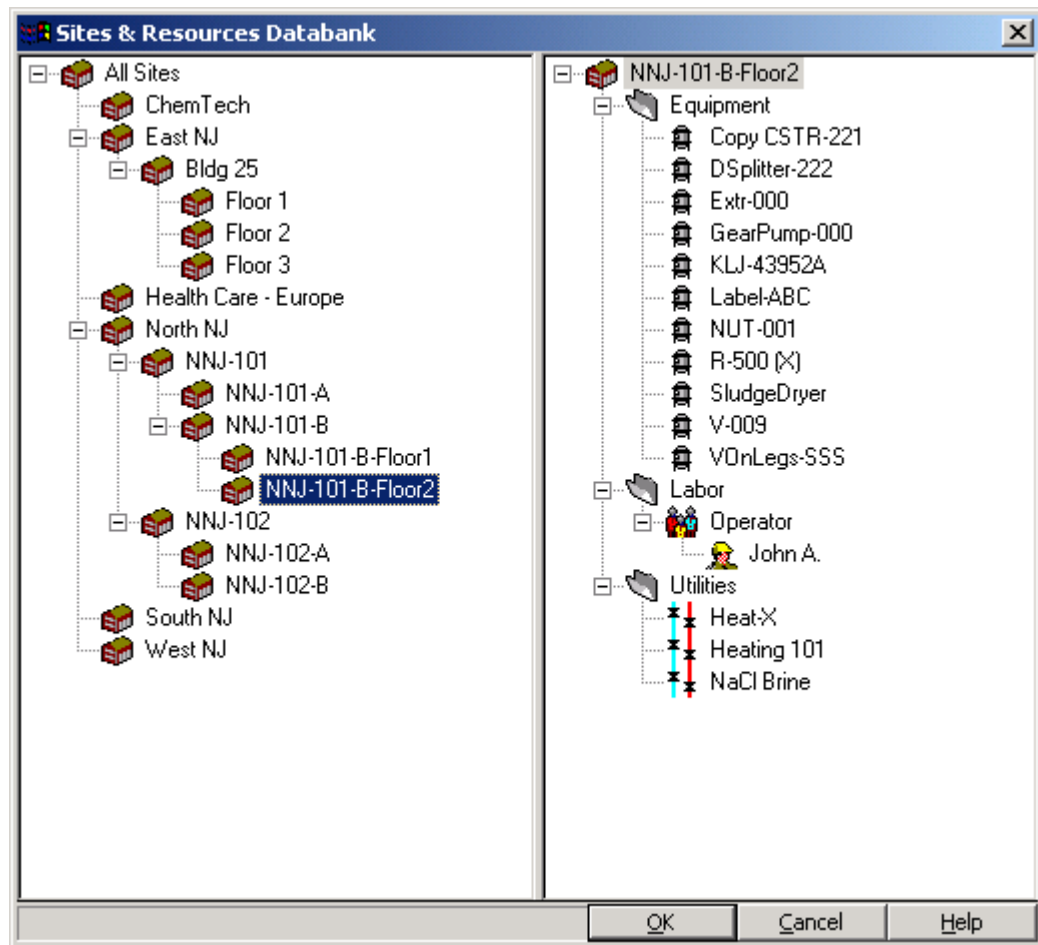 Sites & Resources Databank
All Sites
ChemTech
East NJ
Bldg 25
Floor 1
Floor 2
Floor 3
Health Care - Europe
North NJ
NNJ-101
NNJ-101-A
NNJ-101-B
NNJ-101-B-Floor1
NNJ-101-B-Floor2
NNJ-102
NNJ-102-A
NNJ-102-B
South NJ
West NJ
NNJ-101-B-Floor2
Equipment
Copy CSTR-221
DSplitter-222
Extr-000
GearPump-000
KLJ-43952A
Label-ABC
NUT-001
R-500 (X)
SludgeDryer
V-009
VOnLegs-SSS
Labor
Operator
John A.
Utilities
Heat-X
Heating 101
NaCl Brine
OK
Cancel
Help